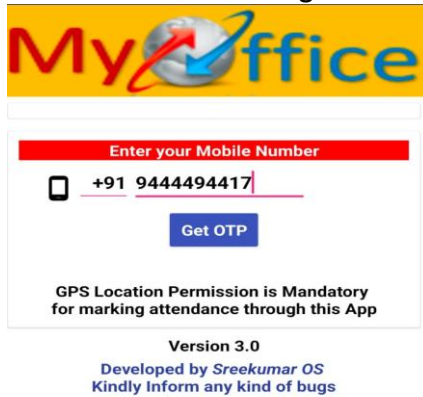 MyOffice
Enter your Mobile Number
+91 9444494417
Get OTP
GPS Location Permission is Mandatory
for marking attendance through this App
Version 3.0
Developed by Sreekumar OS
Kindly Inform any kind of bugs